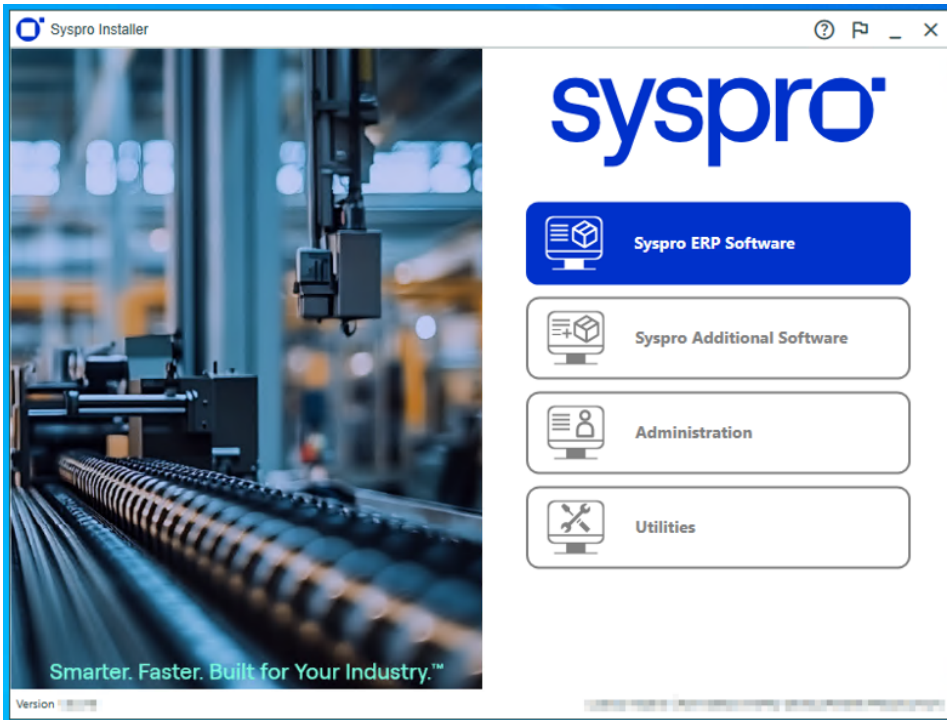 Syspro Installer
syspro
Syspro ERP Software
Syspro Additional Software
Administration
Utilities
Smarter. Faster. Built for Your Industry.™
Version